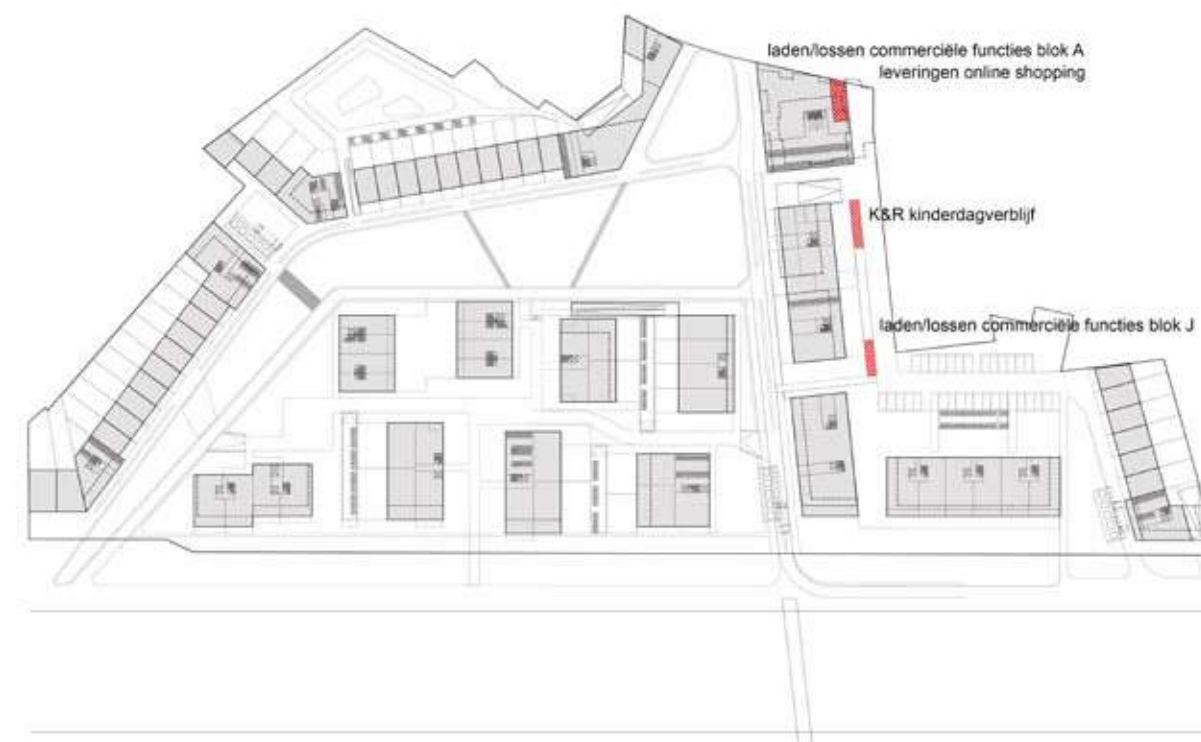 laden/lossen commerciële functies blok A
leveringen online shopping
K&R kinderdagverblijf
laden/lossen commerciële functies blok J